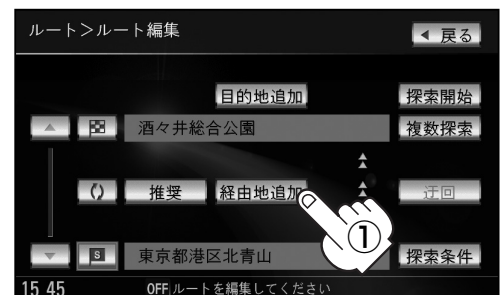 ルート＞ルート編集
◀ 戻る
目的地追加
探索開始
酒々井総合公園
複数探索
推奨
経由地追加
迂回
①
S
東京都港区北青山
探索条件
15 45
OFF ルートを編集してください